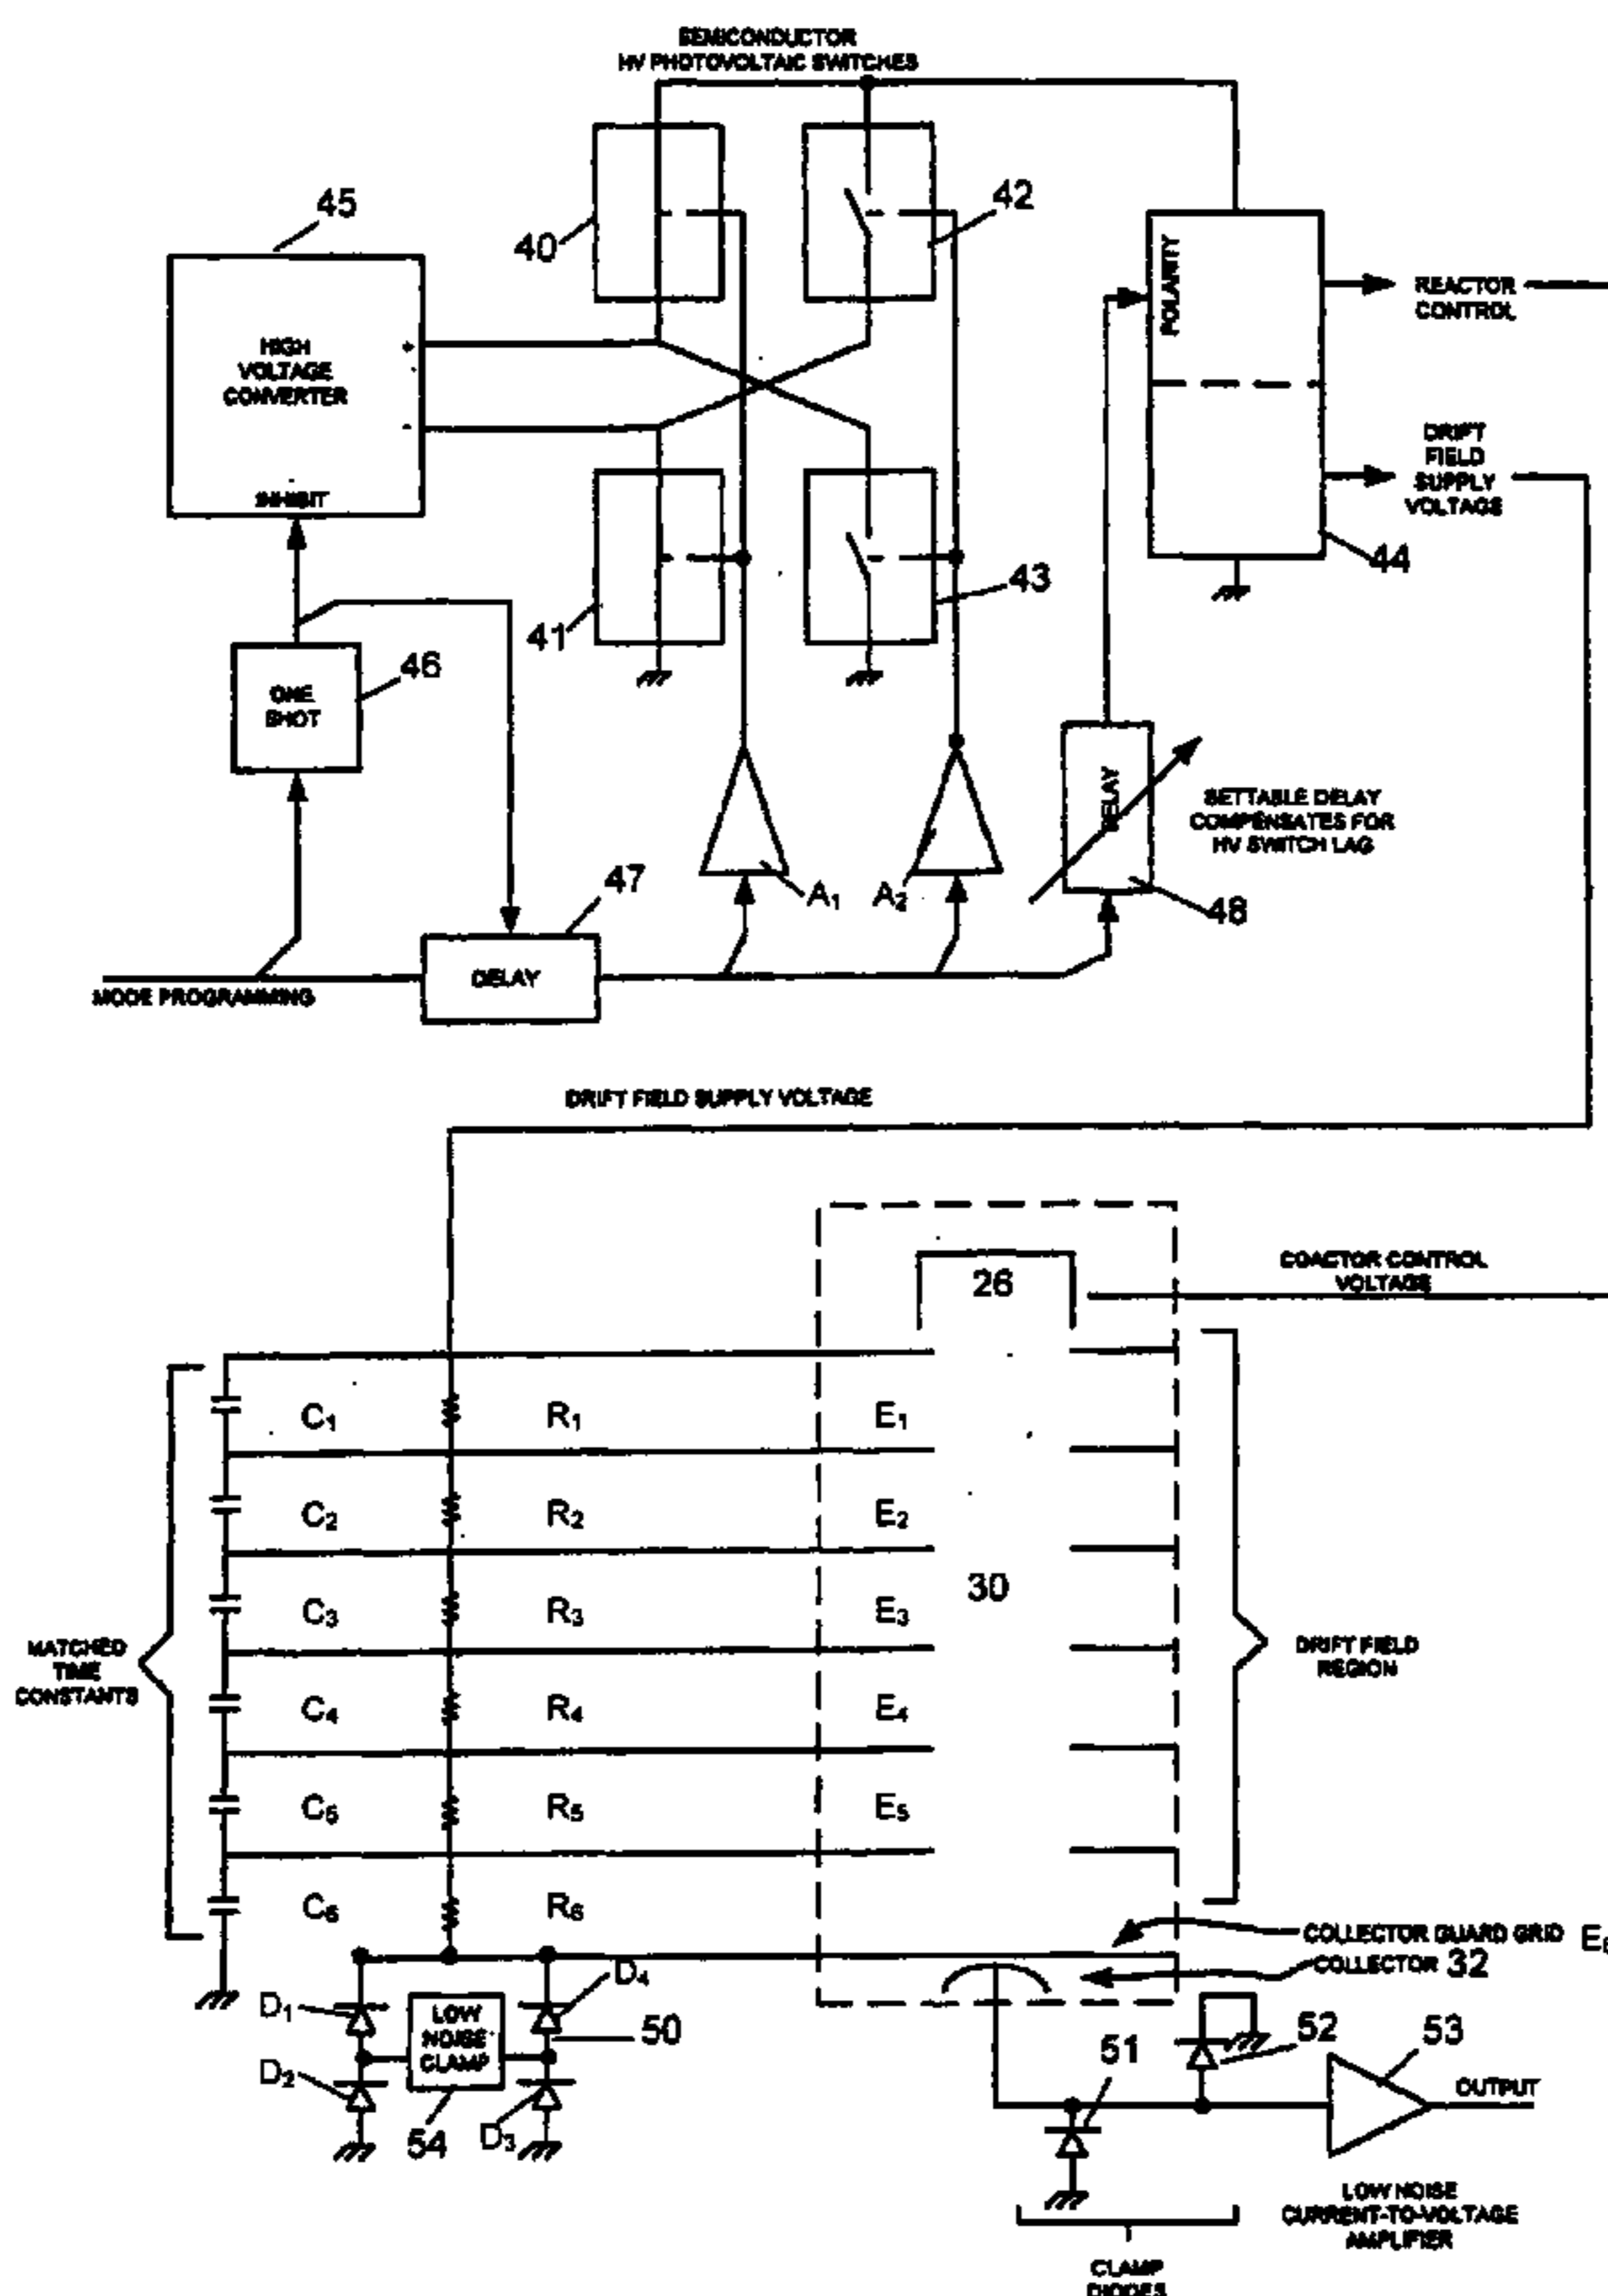 SEMICONDUCTOR
HV PHOTOVOLTAIC SWITCHES
45
40
42
HIGH
VOLTAGE
CONVERTER
+
-
INHIBIT
POLARITY
REACTOR
CONTROL
DRIFT
FIELD
SUPPLY
VOLTAGE
44
41
43
46
ONE
SHOT
DELAY
SETTABLE DELAY
COMPENSATES FOR
HV SWITCH LAG
A1
A2
48
47
DELAY
MODE PROGRAMMING
DRIFT FIELD SUPPLY VOLTAGE
26
COACTOR CONTROL
VOLTAGE
C1
R1
E1
C2
R2
E2
30
C3
R3
E3
MATCHED
TIME
CONSTANTS
DRIFT FIELD
REGION
C4
R4
E4
C5
R5
E5
C6
R6
COLLECTOR GUARD GRID
COLLECTOR 32
D1
D4
LOW
NOISE
CLAMP
50
D2
54
D3
51
52
53
OUTPUT
LOW NOISE
CURRENT-TO-VOLTAGE
AMPLIFIER
CLAMP
DIODES